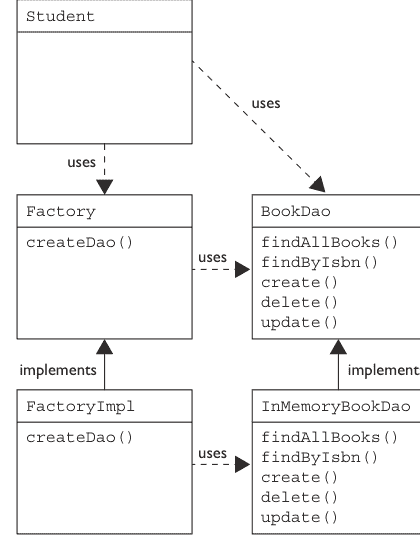 Student
uses
uses
Factory
createDao()
uses
BookDao
findAllBooks()
findByIsbn()
create()
delete()
update()
implements
implement
FactoryImpl
createDao()
uses
InMemoryBookDao
findAllBooks()
findByIsbn()
create()
delete()
update()